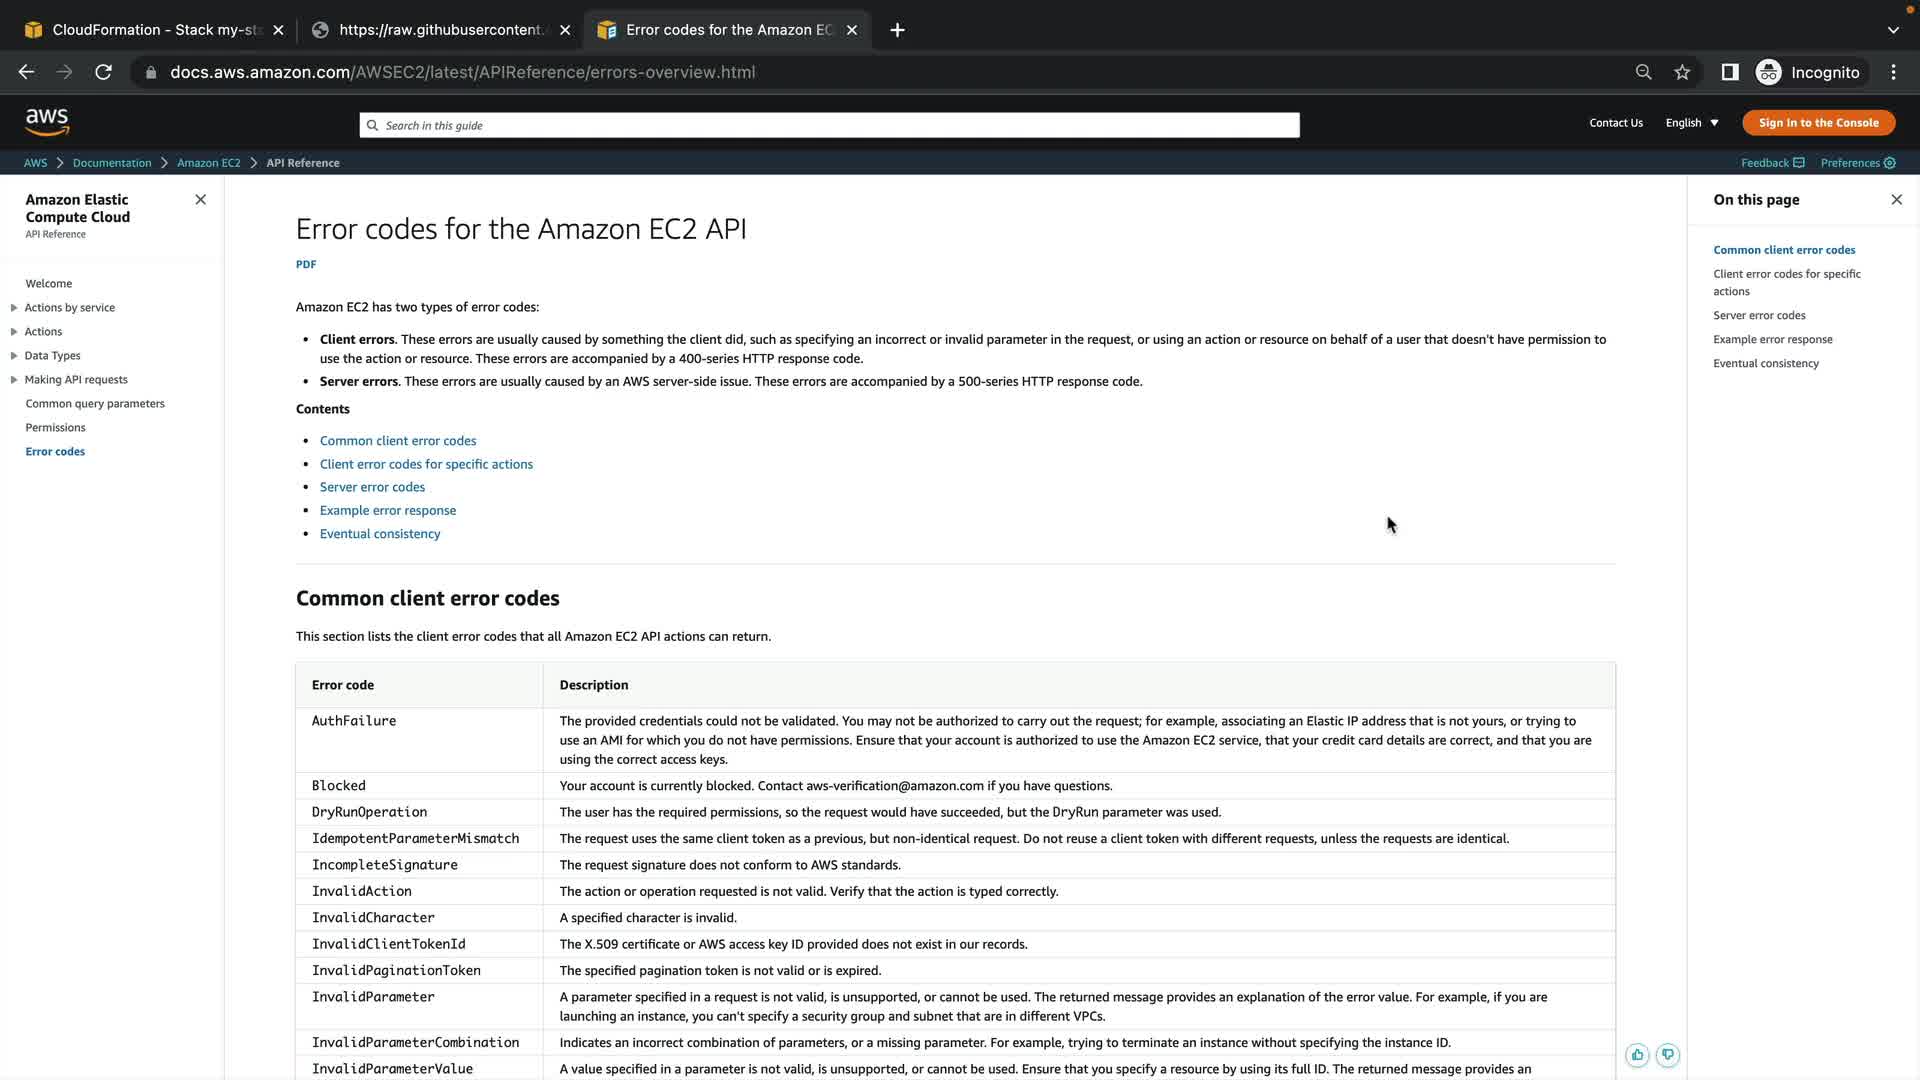 CloudFormation - Stack my-st
https://raw.githubusercontent.
Error codes for the Amazon EC
docs.aws.amazon.com/AWSEC2/latest/APIReference/errors-overview.html
Incognito
aws
Search in this guide
Contact Us
English
Sign In to the Console
AWS
Documentation
Amazon EC2
API Reference
Feedback
Preferences
Amazon Elastic
Compute Cloud
API Reference
Welcome
Actions by service
Actions
Data Types
Making API requests
Common query parameters
Permissions
Error codes
Error codes for the Amazon EC2 API
PDF
Amazon EC2 has two types of error codes:
• Client errors. These errors are usually caused by something the client did, such as specifying an incorrect or invalid parameter in the request, or using an action or resource on behalf of a user that doesn't have permission to
use the action or resource. These errors are accompanied by a 400-series HTTP response code.
• Server errors. These errors are usually caused by an AWS server-side issue. These errors are accompanied by a 500-series HTTP response code.
Contents
• Common client error codes
• Client error codes for specific actions
• Server error codes
• Example error response
• Eventual consistency
Common client error codes
This section lists the client error codes that all Amazon EC2 API actions can return.
Error code
Description
AuthFailure
The provided credentials could not be validated. You may not be authorized to carry out the request; for example, associating an Elastic IP address that is not yours, or trying to
use an AMI for which you do not have permissions. Ensure that your account is authorized to use the Amazon EC2 service, that your credit card details are correct, and that you are
using the correct access keys.
Blocked
Your account is currently blocked. Contact aws-verification@amazon.com if you have questions.
DryRunOperation
The user has the required permissions, so the request would have succeeded, but the DryRun parameter was used.
IdempotentParameterMismatch
The request uses the same client token as a previous, but non-identical request. Do not reuse a client token with different requests, unless the requests are identical.
IncompleteSignature
The request signature does not conform to AWS standards.
InvalidAction
The action or operation requested is not valid. Verify that the action is typed correctly.
InvalidCharacter
A specified character is invalid.
InvalidClientTokenId
The X.509 certificate or AWS access key ID provided does not exist in our records.
InvalidPaginationToken
The specified pagination token is not valid or is expired.
InvalidParameter
A parameter specified in a request is not valid, is unsupported, or cannot be used. The returned message provides an explanation of the error value. For example, if you are
launching an instance, you can't specify a security group and subnet that are in different VPCs.
InvalidParameterCombination
Indicates an incorrect combination of parameters, or a missing parameter. For example, trying to terminate an instance without specifying the instance ID.
InvalidParameterValue
A value specified in a parameter is not valid, is unsupported, or cannot be used. Ensure that you specify a resource by using its full ID. The returned message provides an
On this page
Common client error codes
Client error codes for specific
actions
Server error codes
Example error response
Eventual consistency